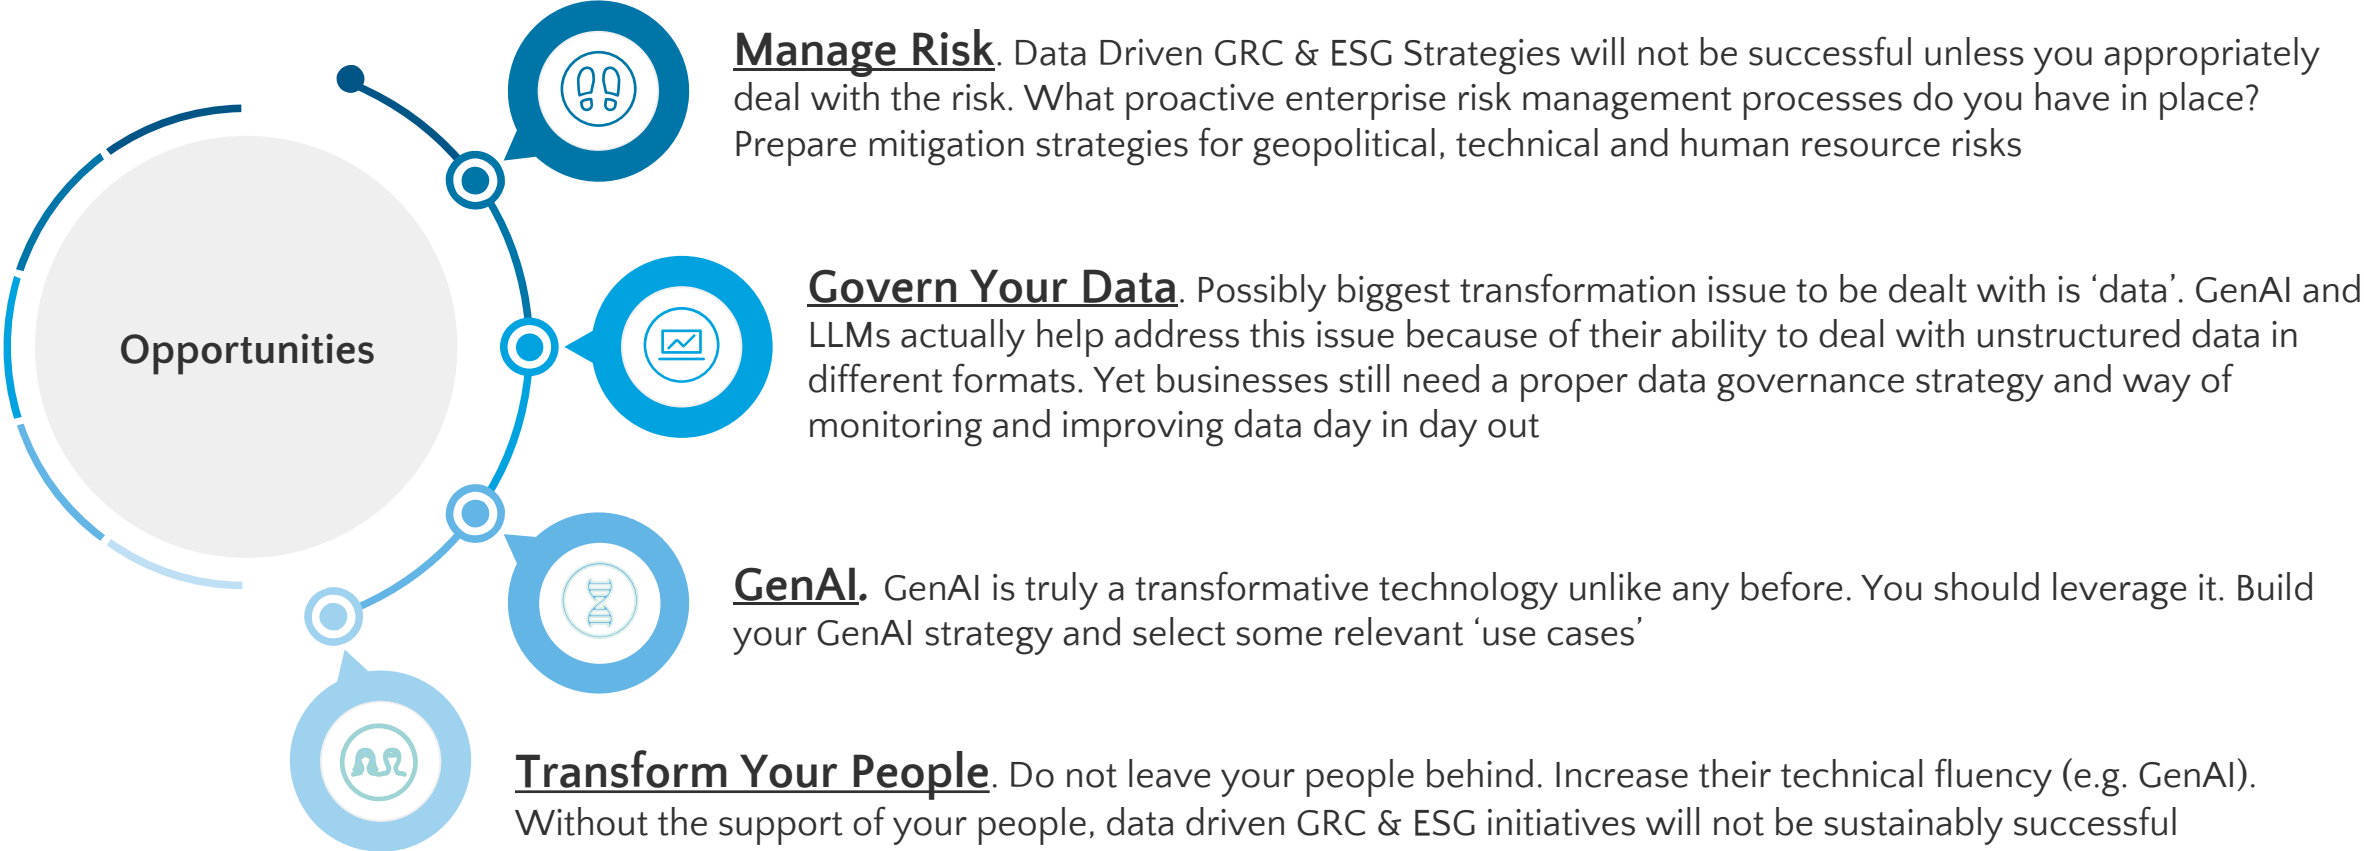 Manage Risk. Data Driven GRC & ESG Strategies will not be successful unless you appropriately
deal with the risk. What proactive enterprise risk management processes do you have in place?
Prepare mitigation strategies for geopolitical, technical and human resource risks
Opportunities
Govern Your Data. Possibly biggest transformation issue to be dealt with is ‘data’. GenAI and
LLMs actually help address this issue because of their ability to deal with unstructured data in
different formats. Yet businesses still need a proper data governance strategy and way of
monitoring and improving data day in day out
GenAI. GenAI is truly a transformative technology unlike any before. You should leverage it. Build
your GenAI strategy and select some relevant ‘use cases’
Transform Your People. Do not leave your people behind. Increase their technical fluency (e.g. GenAI).
Without the support of your people, data driven GRC & ESG initiatives will not be sustainably successful